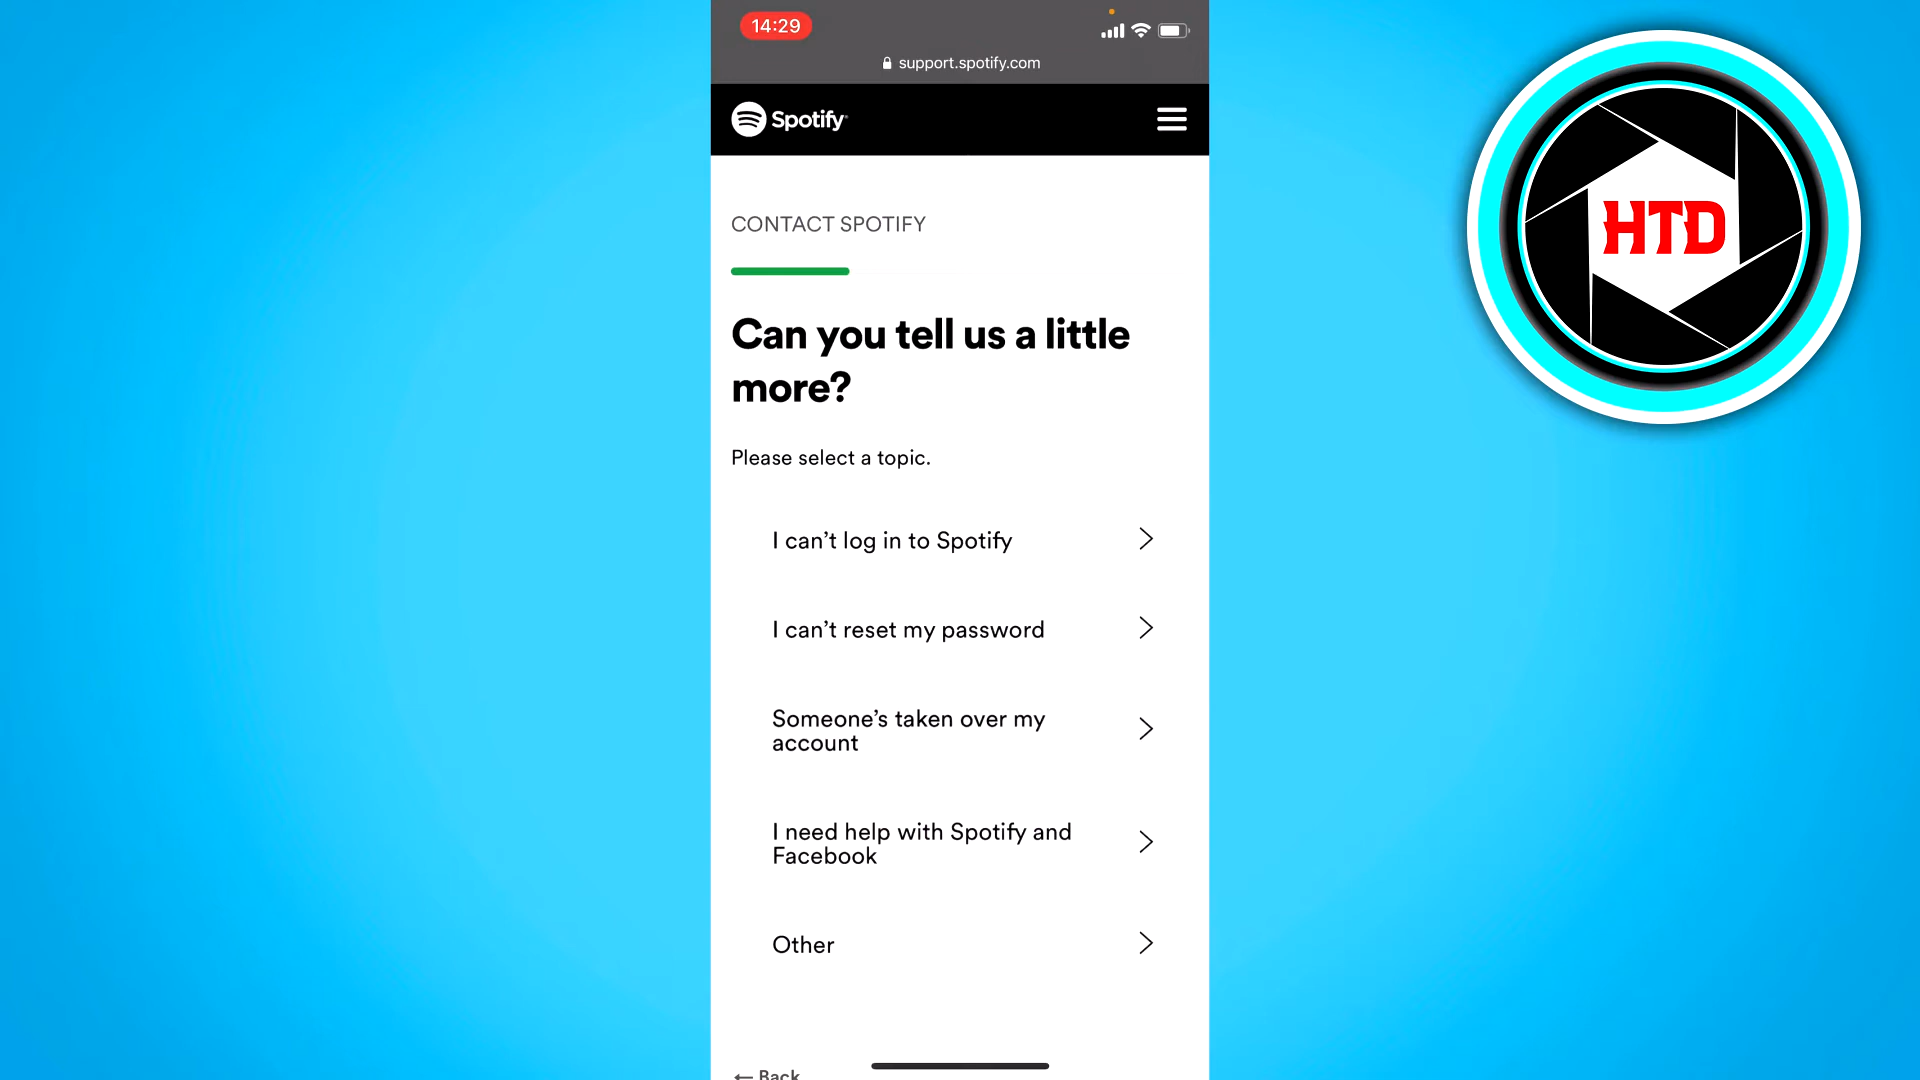 14:29
support.spotify.com
Spotify
HTD
CONTACT SPOTIFY
Can you tell us a little
more?
Please select a topic.
I can’t log in to Spotify
I can’t reset my password
Someone’s taken over my
account
I need help with Spotify and
Facebook
Other
← Back